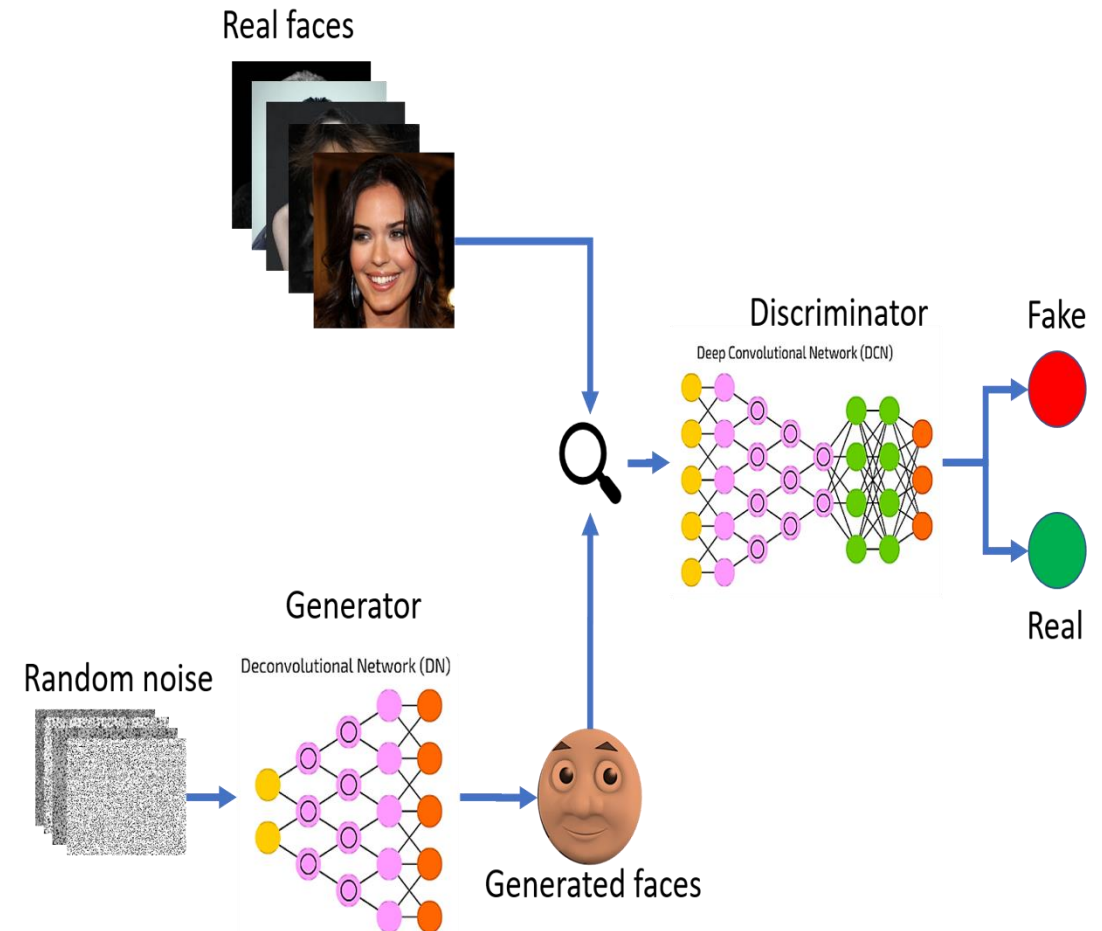 Real faces
Discriminator
Deep Convolutional Network (DCN)
Fake
Real
Generator
Deconvolutional Network (DN)
Random noise
Generated faces